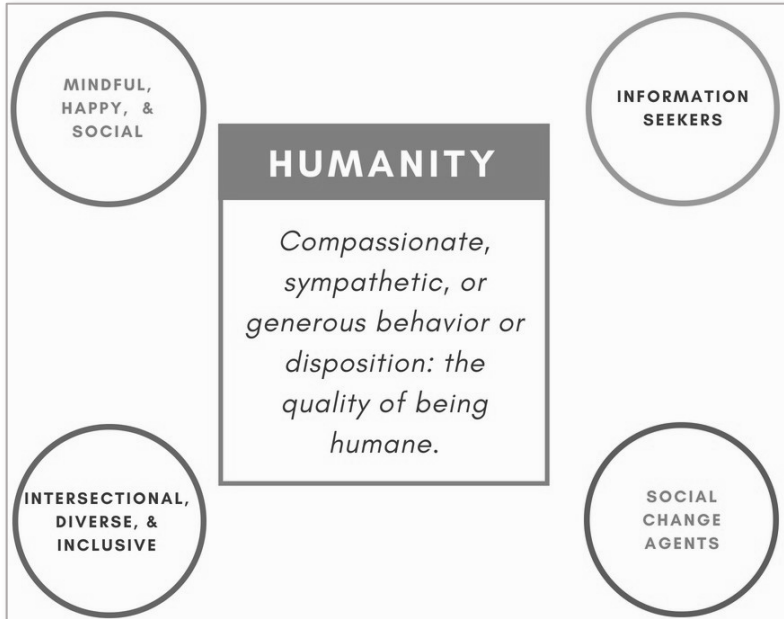 MINDFUL,
HAPPY, &
SOCIAL
INFORMATION
SEEKERS
HUMANITY
Compassionate,
sympathetic, or
generous behavior or
disposition: the
quality of being
humane.
INTERSECTIONAL,
DIVERSE, &
INCLUSIVE
SOCIAL
CHANGE
AGENTS